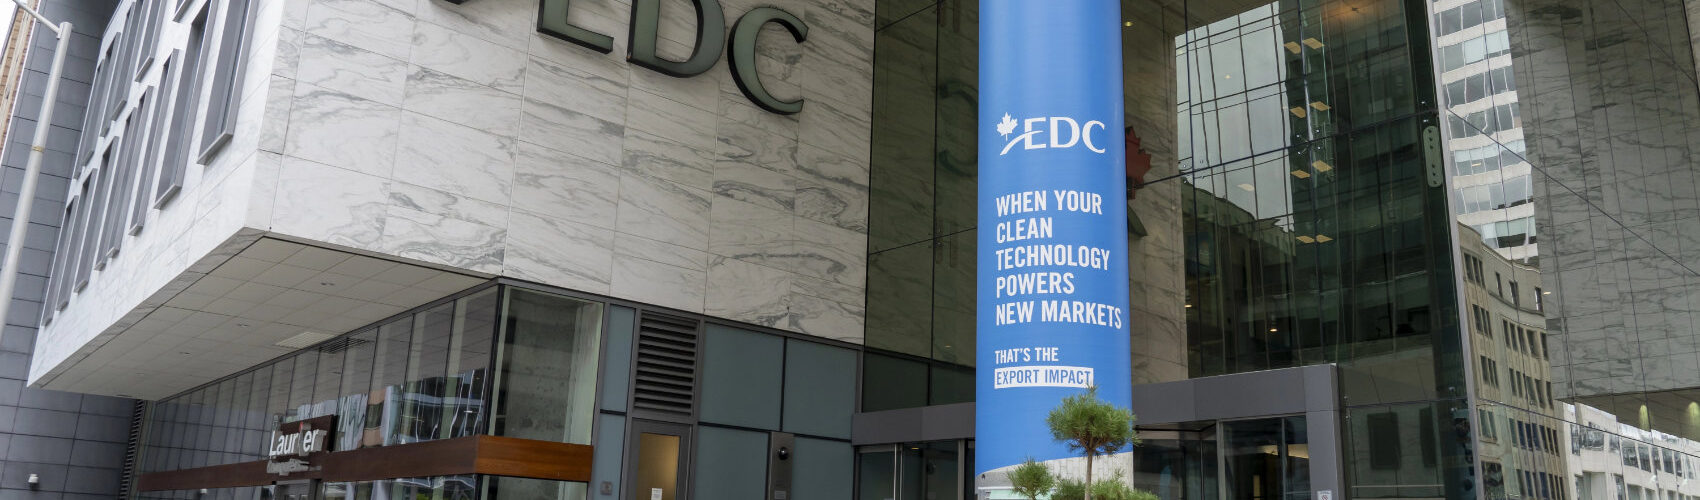 EDC
EDC
WHEN YOUR
CLEAN
TECHNOLOGY
POWERS
NEW MARKETS
THAT'S THE
EXPORT IMPACT
Laurier